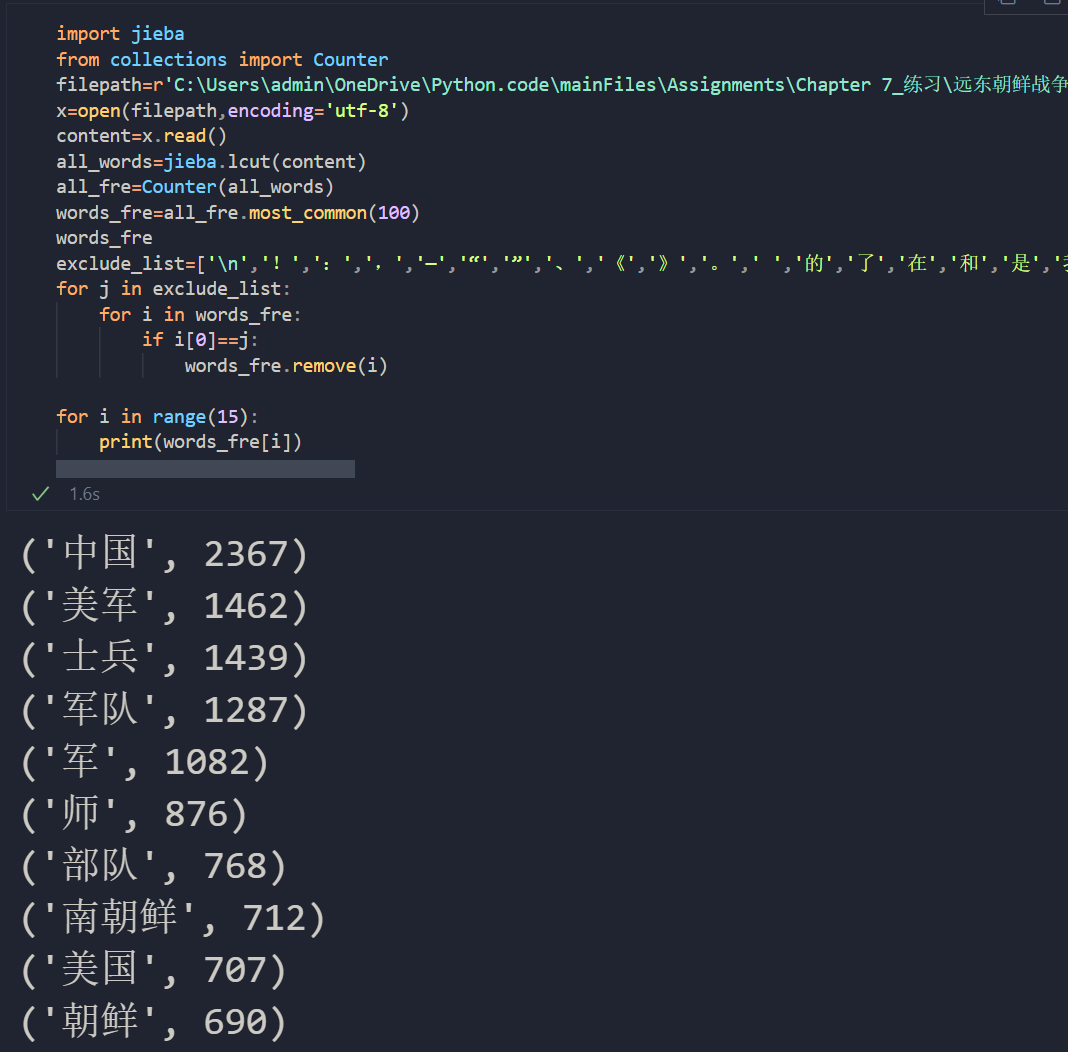 import jieba
from collections import Counter
filepath=r'C:\Users\admin\OneDrive\Python.code\mainFiles\Assignments\Chapter 7_练习\远东朝鲜战争
x=open(filepath,encoding='utf-8')
content=x.read()
all_words=jieba.lcut(content)
all_fre=Counter(all_words)
words_fre=all_fre.most_common(100)
words_fre
exclude_list=['\n','！','：','，','—','“','”','、','《','》','。',' ','的','了','在','和','是','
for j in exclude_list:
    for i in words_fre:
        if i[0]==j:
            words_fre.remove(i)
for i in range(15):
    print(words_fre[i])
1.6s
('中国', 2367)
('美军', 1462)
('士兵', 1439)
('军队', 1287)
('军', 1082)
('师', 876)
('部队', 768)
('南朝鲜', 712)
('美国', 707)
('朝鲜', 690)